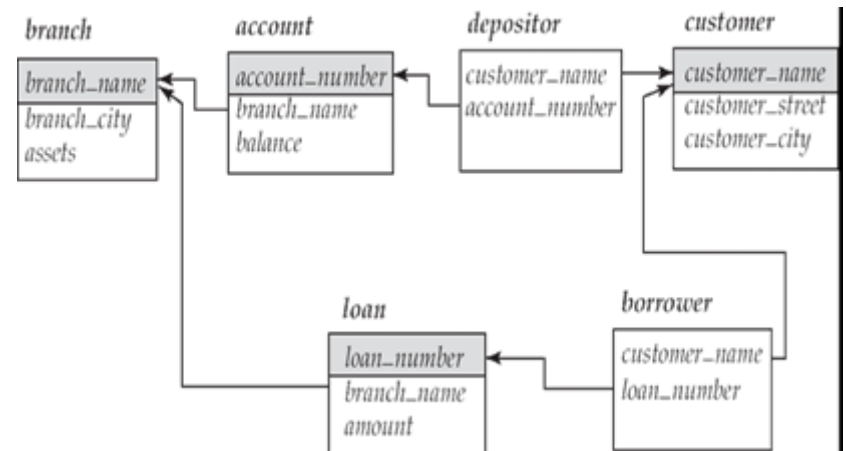 branch
branch_name
branch_city
assets
account
account_number
branch_name
balance
depositor
customer_name
account_number
customer
customer_name
customer_street
customer_city
loan
loan_number
branch_name
amount
borrower
customer_name
loan_number